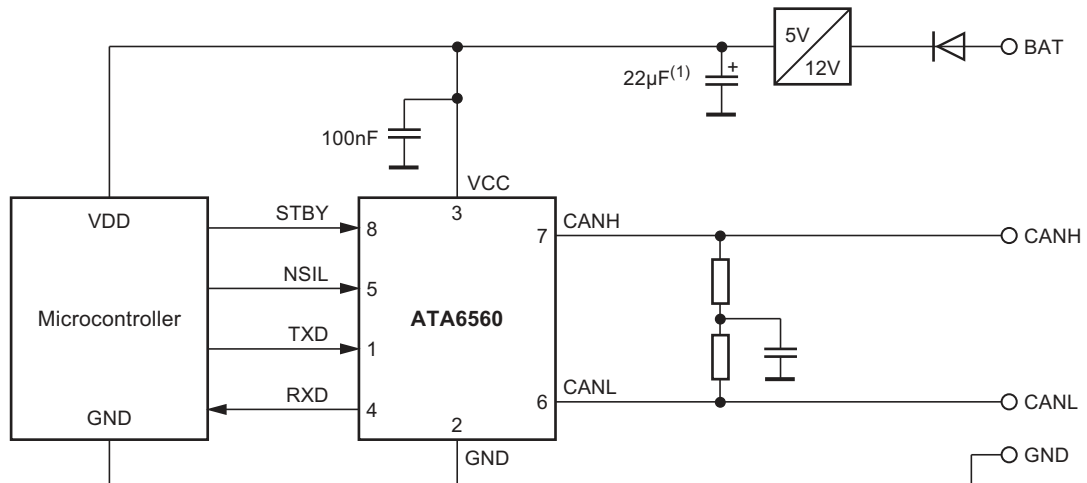 5V
12V
BAT
22µF(1)
+
100nF
VCC
VDD
STBY
3
8
7
CANH
CANH
NSIL
5
Microcontroller
ATA6560
TXD
1
RXD
4
6
CANL
CANL
GND
2
GND
GND